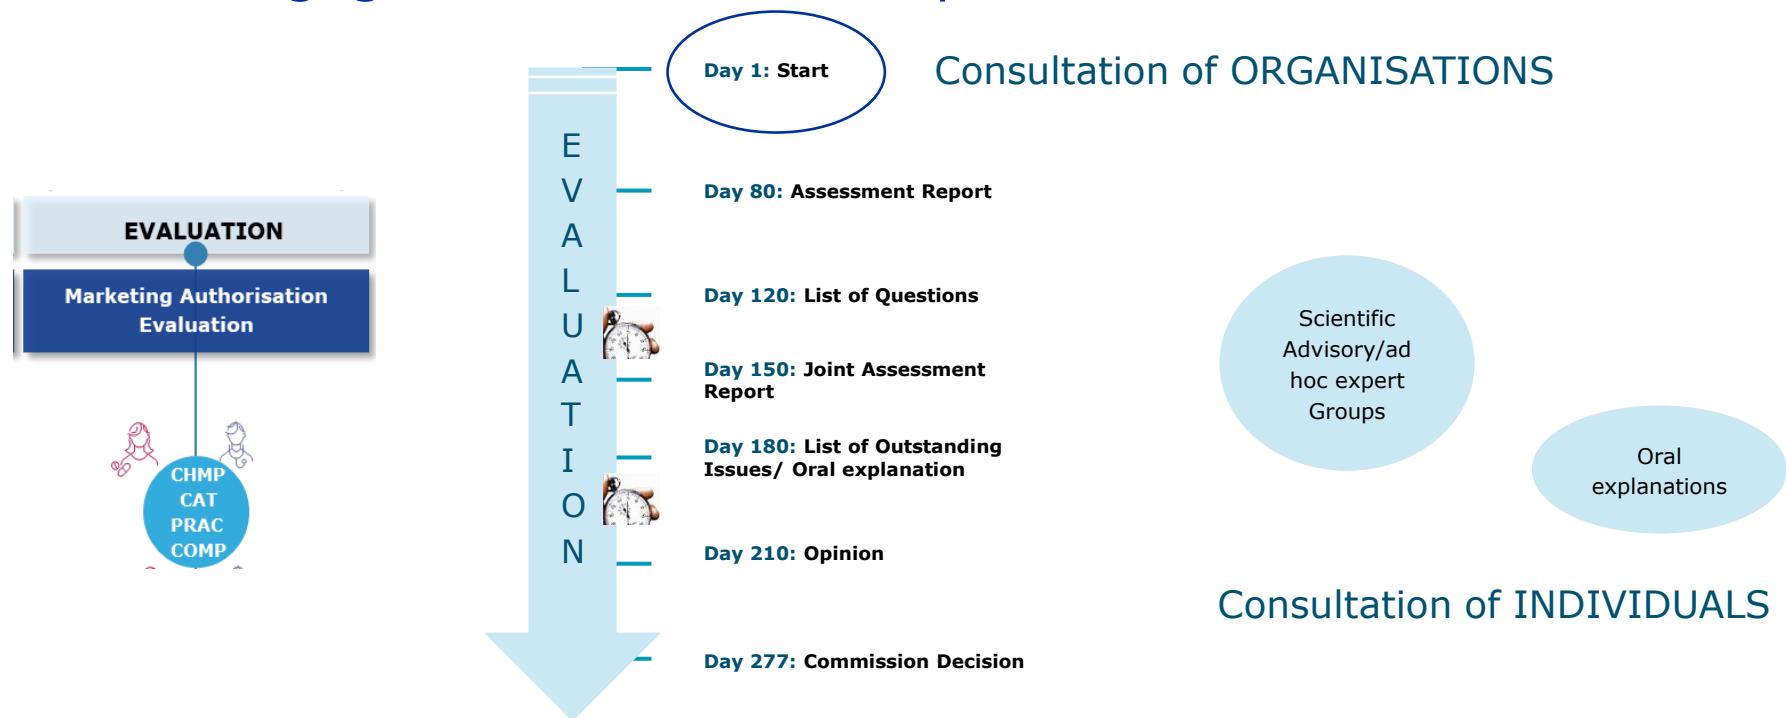 Day 1: Start
Consultation of ORGANISATIONS
EVALUATION
Marketing Authorisation
Evaluation
CHMP
CAT
PRAC
COMP
E
V
A
L
U
A
T
I
O
N
Day 80: Assessment Report
Day 120: List of Questions
Day 150: Joint Assessment
Report
Day 180: List of Outstanding
Issues/ Oral explanation
Day 210: Opinion
Day 277: Commission Decision
Scientific
Advisory/ad
hoc expert
Groups
Oral
explanations
Consultation of INDIVIDUALS